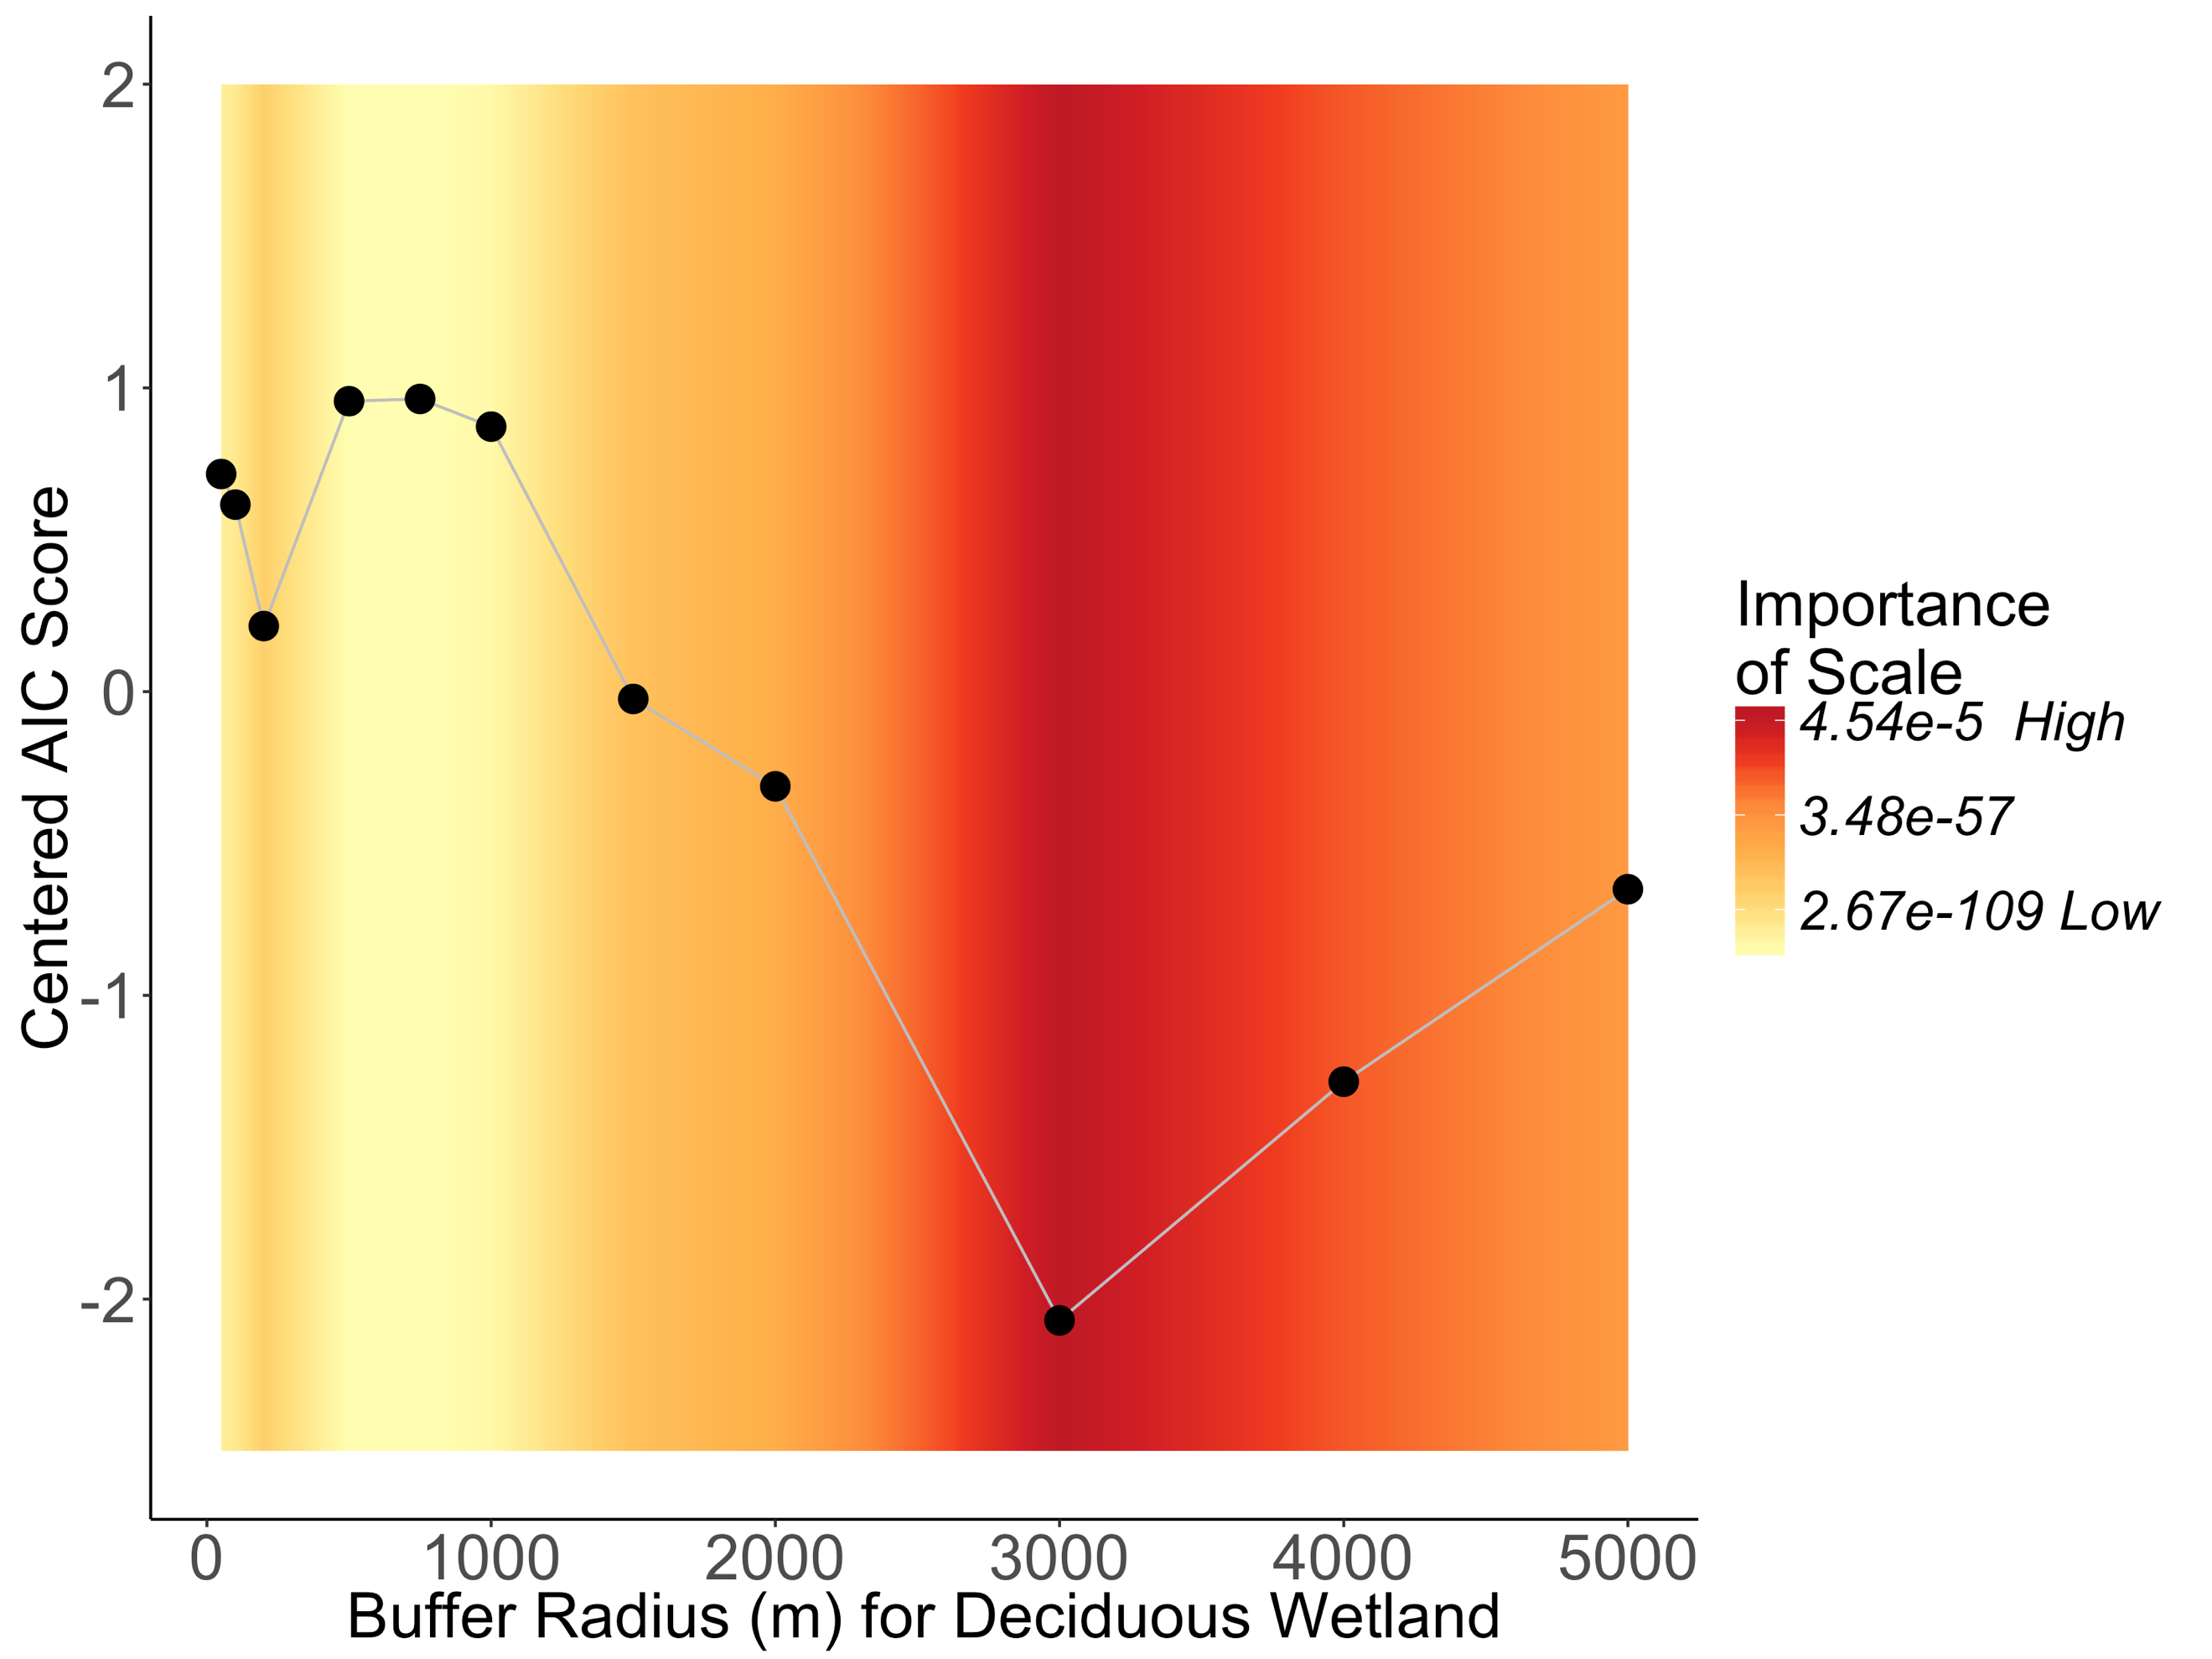 Centered AIC Score
2
1
0
-1
-2
0 1000 2000 3000 4000 5000
Buffer Radius (m) for Deciduous Wetland
Importance
of Scale
4.54e-5 High
3.48e-57
2.67e-109 Low